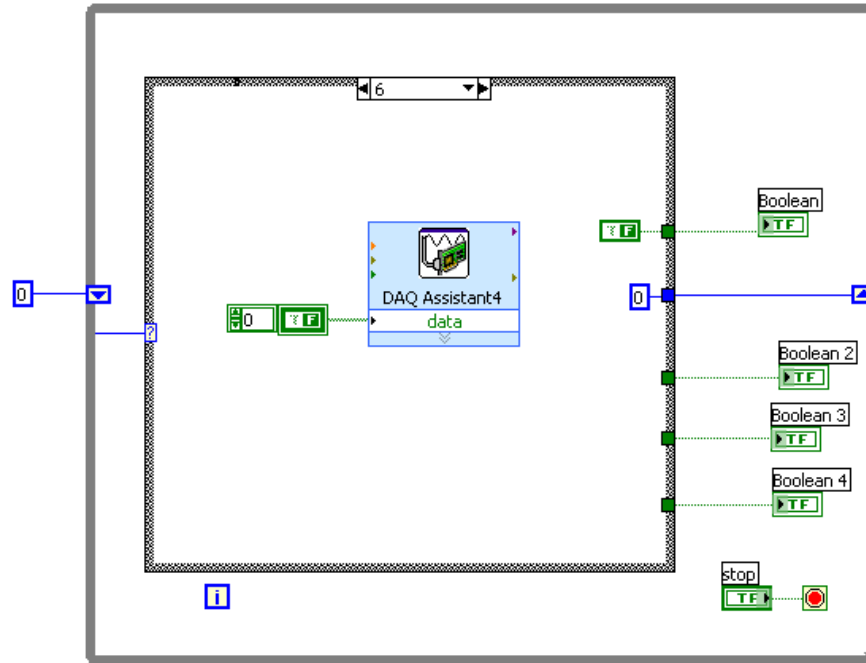 6
Boolean
TF
F
DAQ Assistant4
0
0
0
F
data
?
Boolean 2
TF
Boolean 3
TF
Boolean 4
TF
stop
i
TF